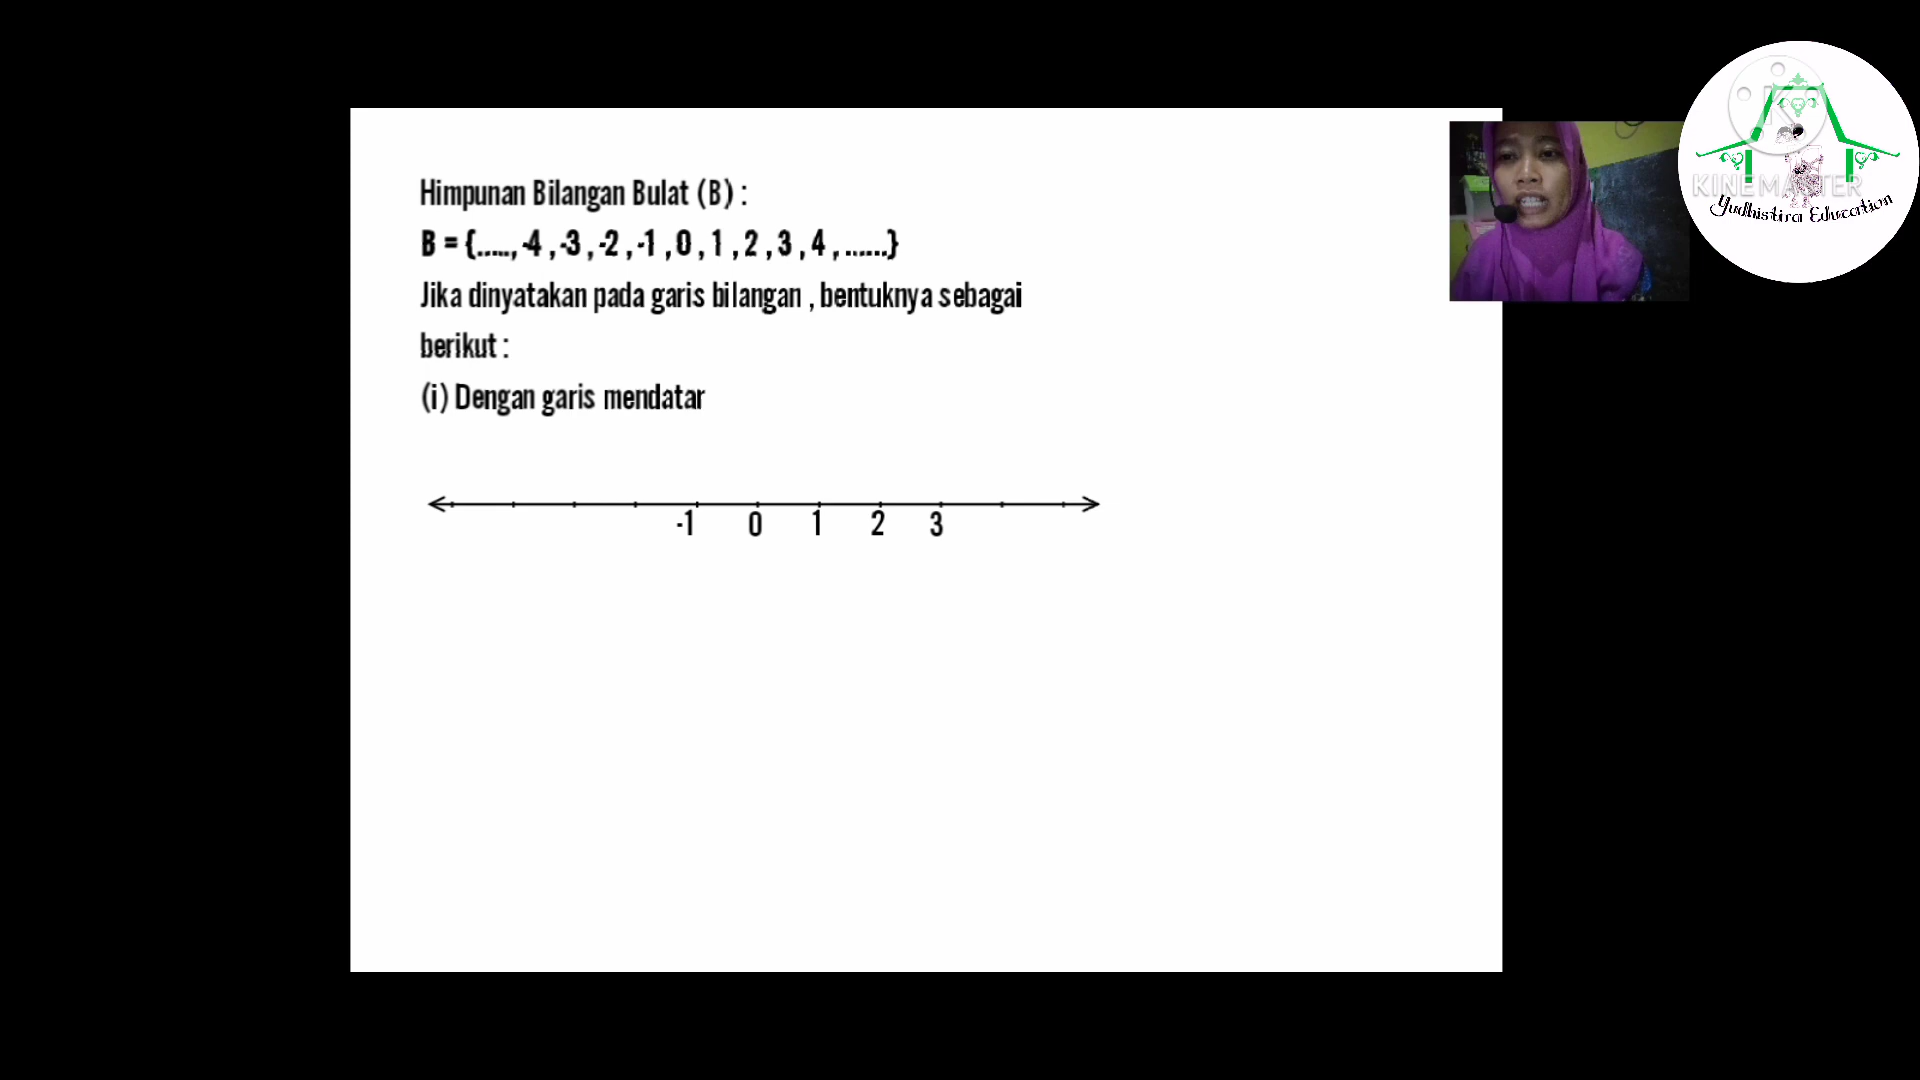 Himpunan Bilangan Bulat (B) :
B = {....., -4 , -3 , -2 , -1 , 0 , 1 , 2 , 3 , 4 , ......}
Jika dinyatakan pada garis bilangan , bentuknya sebagai
berikut :
(i) Dengan garis mendatar
-1 0 1 2 3
KINEMASTER
Yudhistira Education